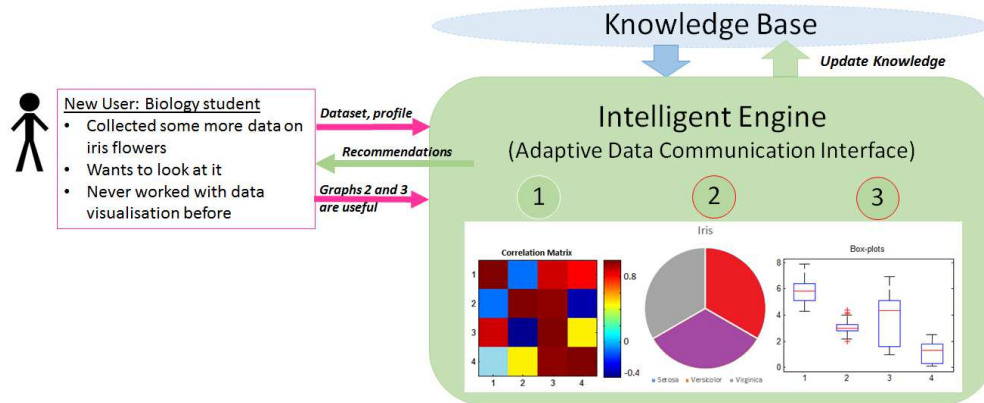 Knowledge Base
Update Knowledge
New User: Biology student
• Collected some more data on
iris flowers
• Wants to look at it
• Never worked with data
visualisation before
Dataset, profile
Recommendations
Graphs 2 and 3
are useful
Intelligent Engine
(Adaptive Data Communication Interface)
1
2
3
Correlation Matrix
1
2
3
4
1 2 3 4
0.8
-0.4
Iris
Setosa Versicolor Virginica
Box-plots
8
6
4
2
0
1 2 3 4